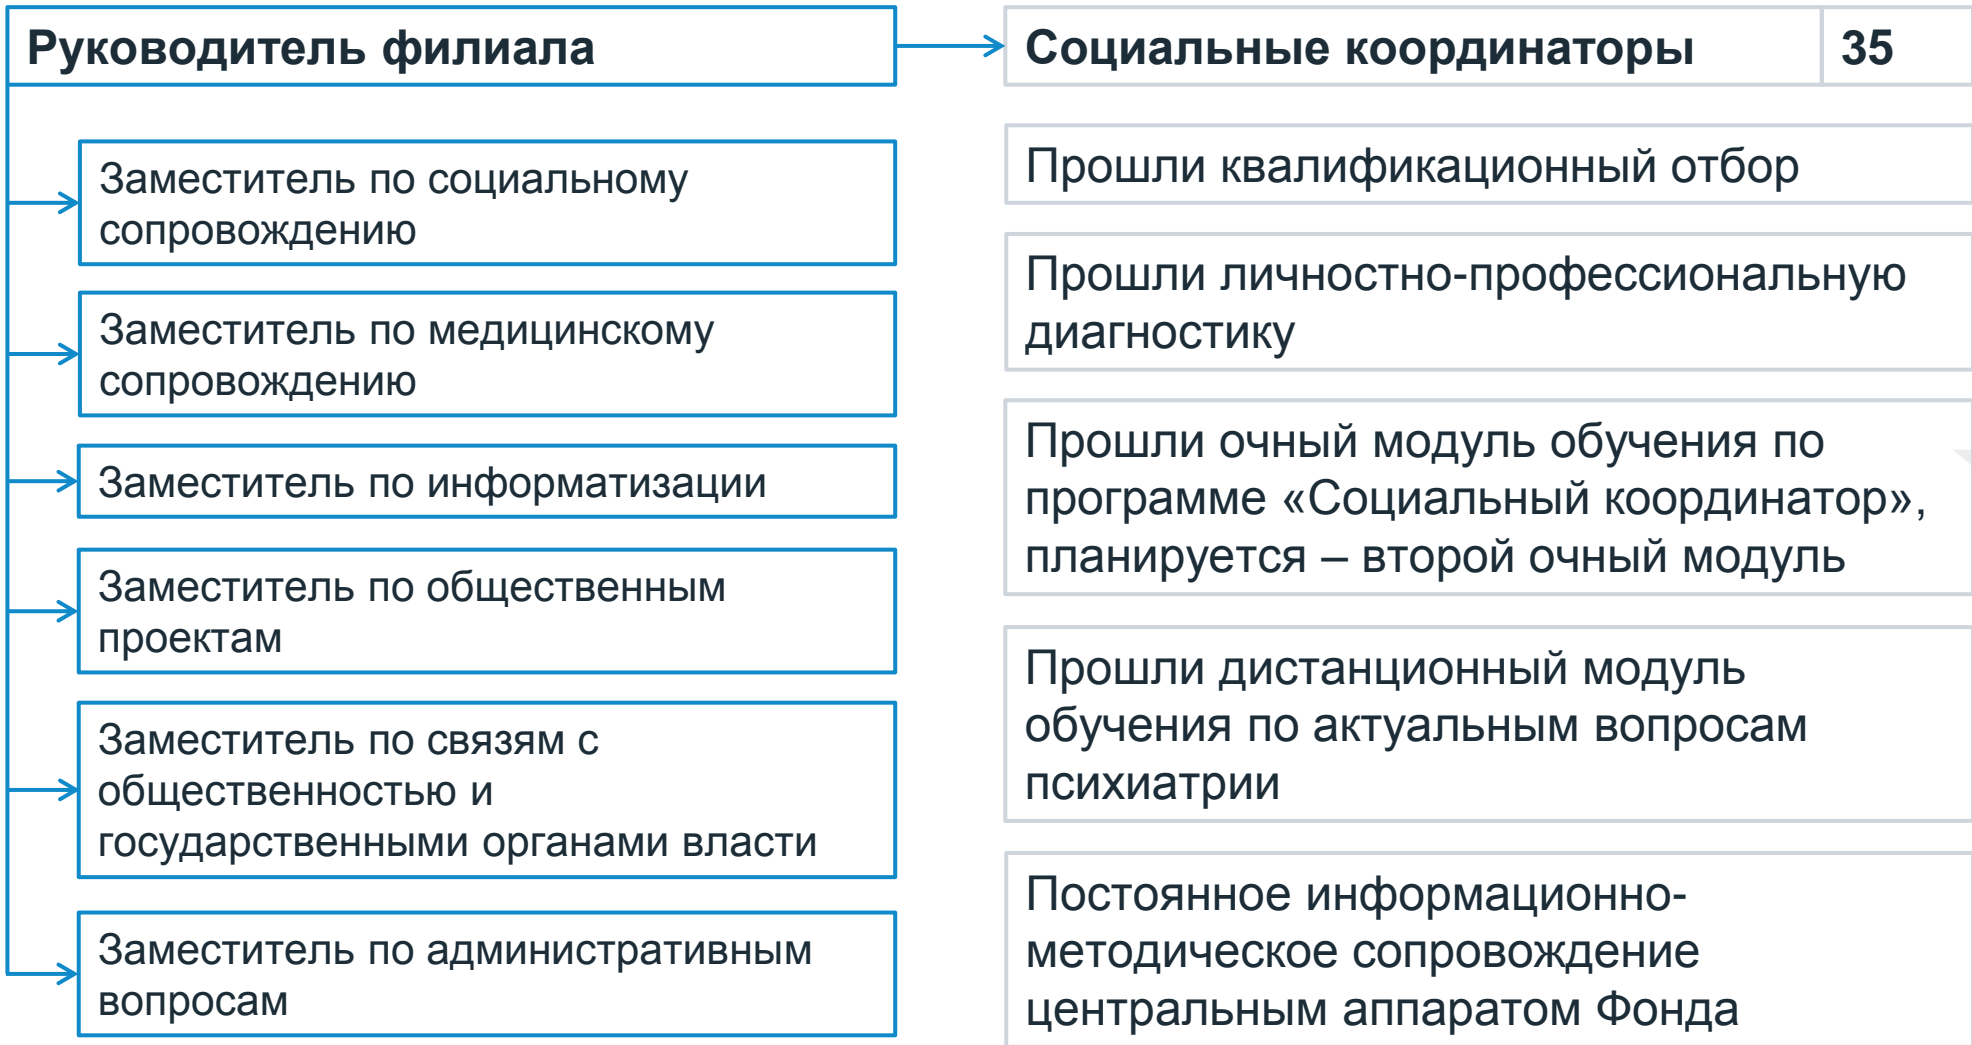 Руководитель филиала
Заместитель по социальному
сопровождению
Заместитель по медицинскому
сопровождению
Заместитель по информатизации
Заместитель по общественным
проектам
Заместитель по связям с
общественностью и
государственными органами власти
Заместитель по административным
вопросам
Социальные координаторы 35
Прошли квалификационный отбор
Прошли личностно-профессиональную
диагностику
Прошли очный модуль обучения по
программе «Социальный координатор»,
планируется – второй очный модуль
Прошли дистанционный модуль
обучения по актуальным вопросам
психиатрии
Постоянное информационно-
методическое сопровождение
центральным аппаратом Фонда